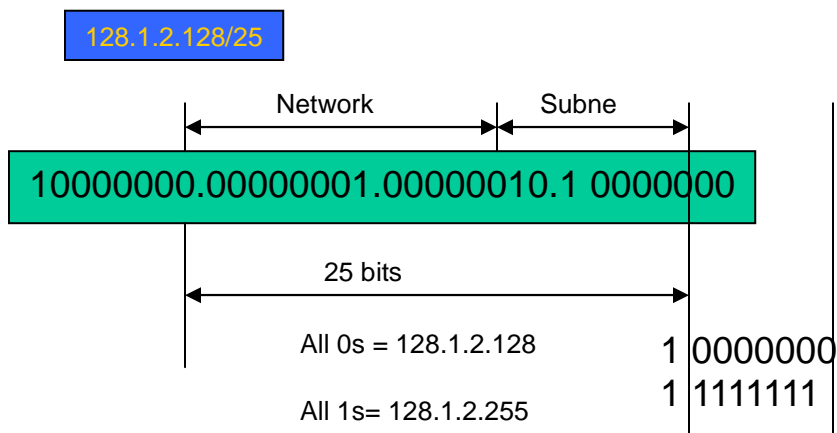 128.1.2.128/25
Network Subne
10000000.00000001.00000010.1 0000000
25 bits
All 0s = 128.1.2.128
1 0000000
1 1111111
All 1s= 128.1.2.255